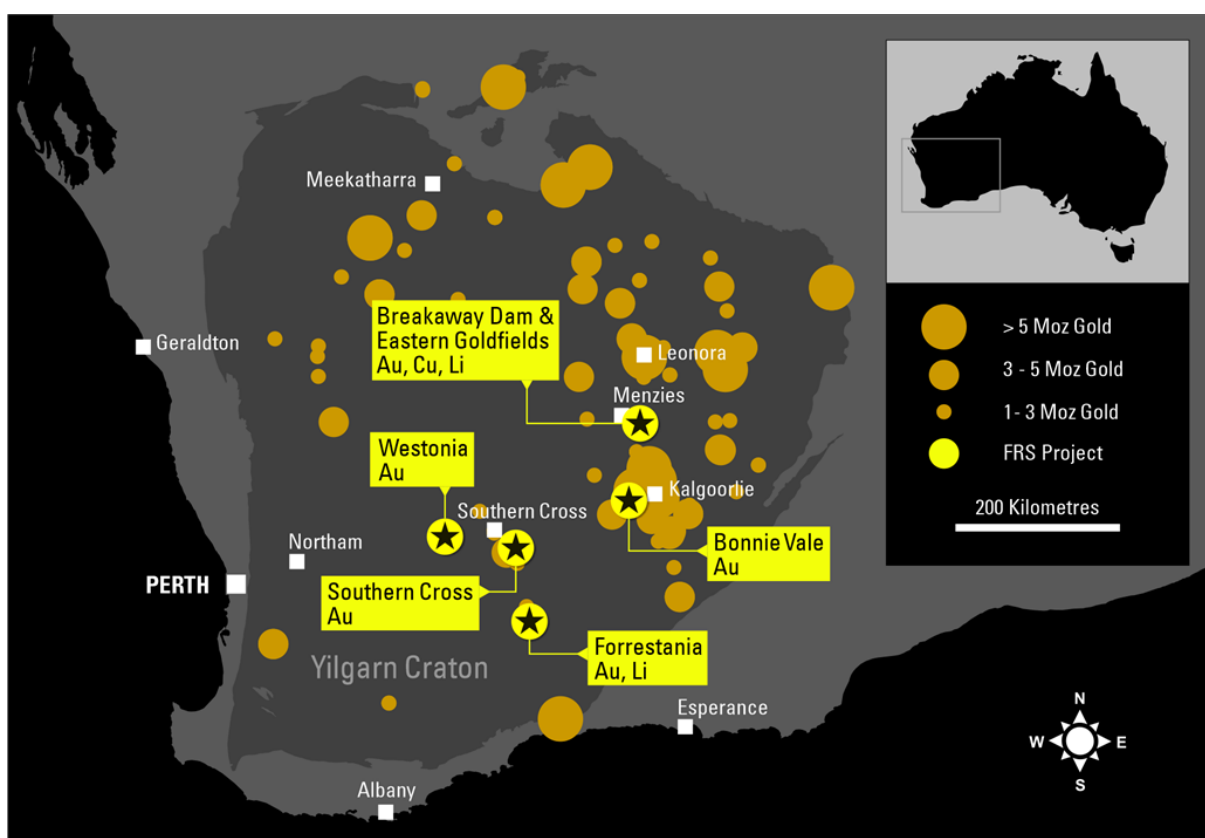 Meekatharra
Breakaway Dam &
Eastern Goldfields
Au, Cu, Li
Geraldton
Leonora
Menzies
Westonia
Au
Kalgoorlie
Southern Cross
Northam
Bonnie Vale
Au
PERTH
Southern Cross
Au
Forrestania
Au, Li
Yilgarn Craton
Esperance
Albany
> 5 Moz Gold
3 - 5 Moz Gold
1- 3 Moz Gold
FRS Project
200 Kilometres
N
W E
S